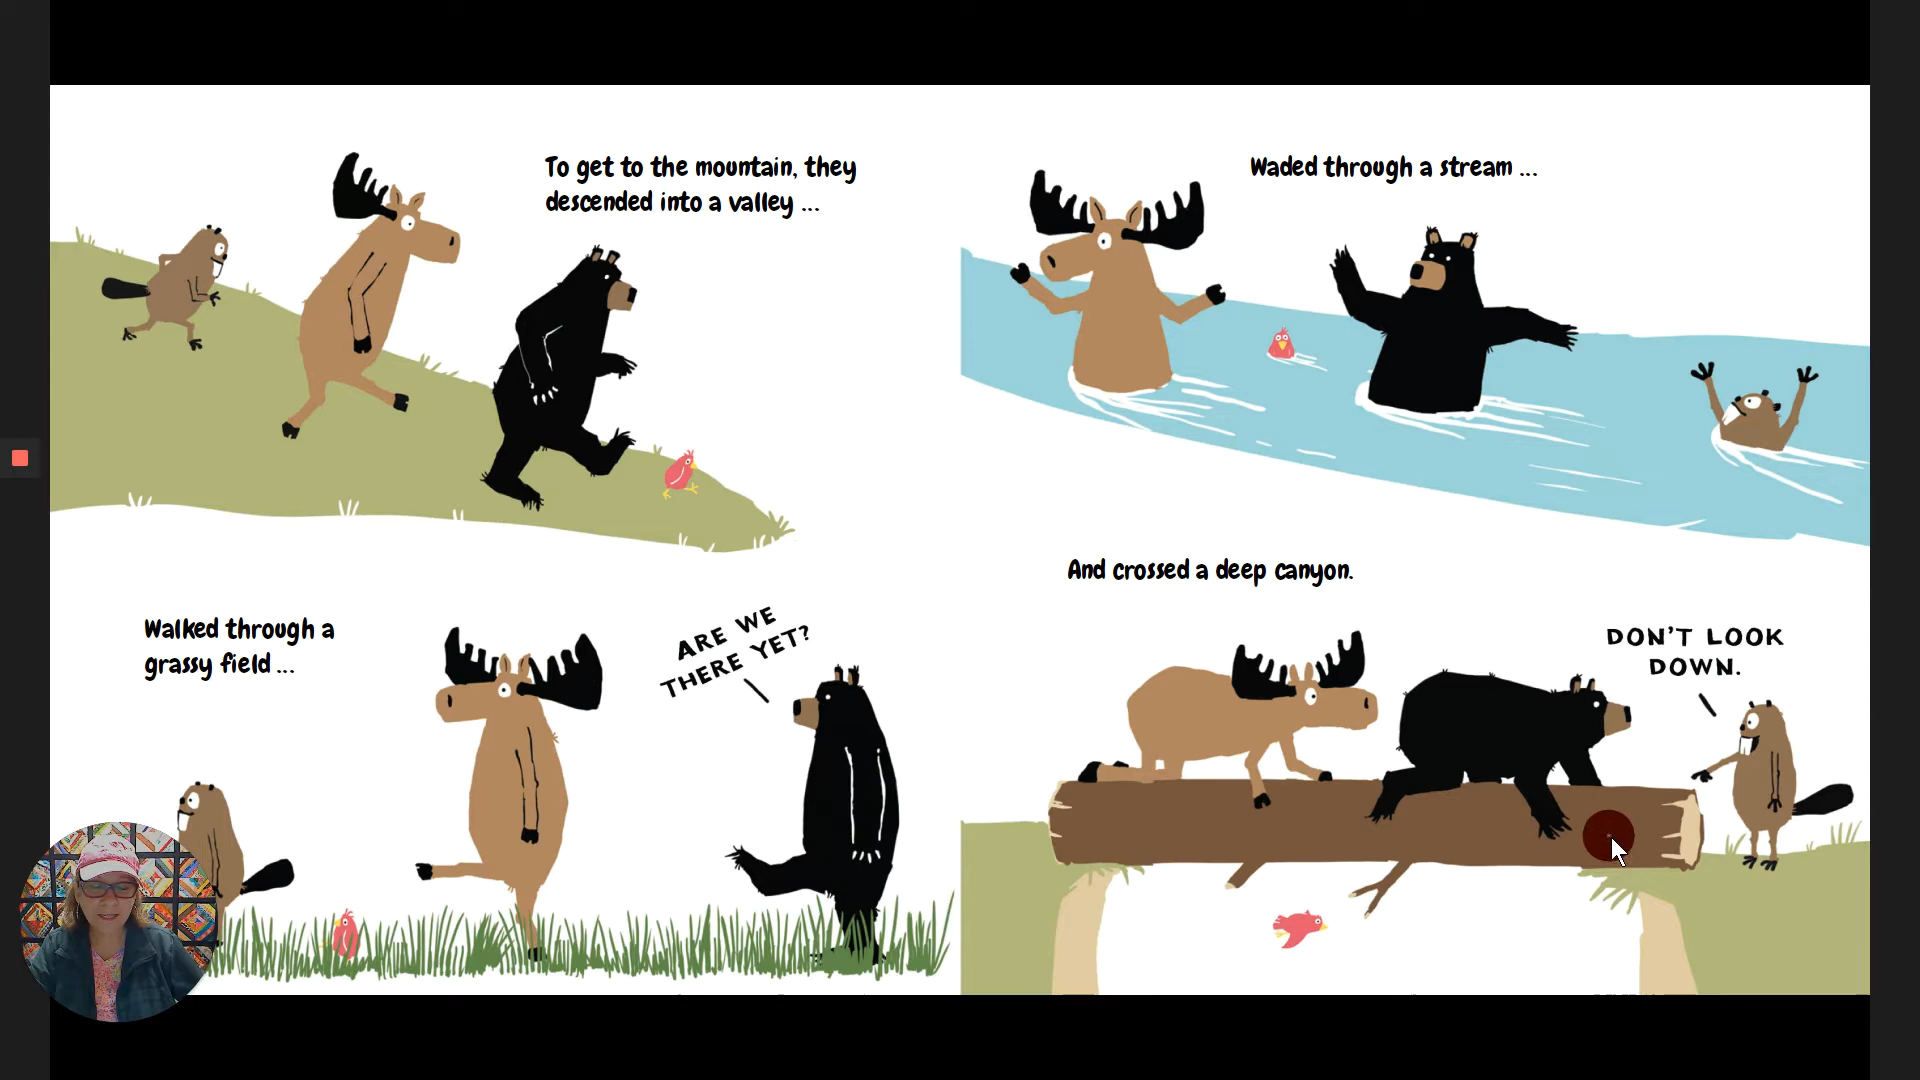 To get to the mountain, they
descended into a valley ...
Walked through a
grassy field ...
ARE WE
THERE YET?
Waded through a stream ...
And crossed a deep canyon.
DON'T LOOK
DOWN.